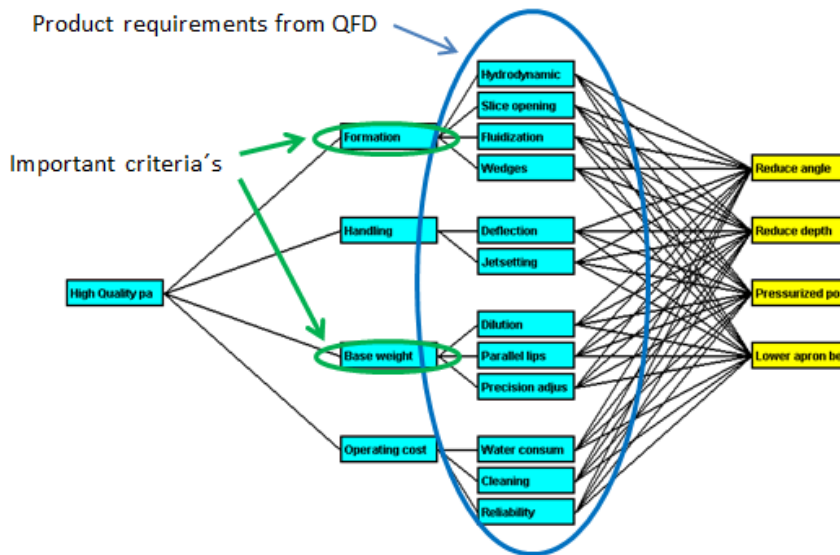 Product requirements from QFD
Important criteria´s
High Quality pa
Formation
Handling
Base weight
Operating cost
Hydrodynamic
Slice opening
Fluidization
Wedges
Deflection
Jetsetting
Dilution
Parallel lips
Precision adjus
Water consum
Cleaning
Reliability
Reduce angle
Reduce depth
Pressurized po
Lower apron be